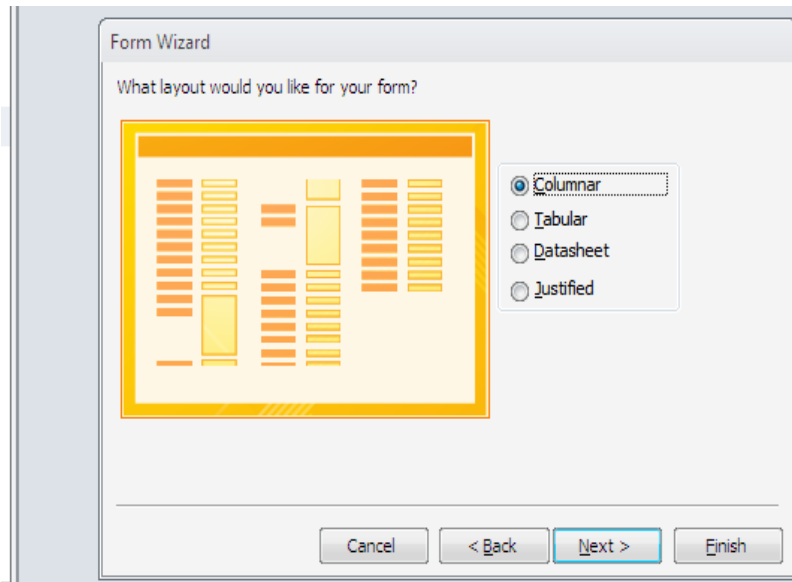 Form Wizard
What layout would you like for your form?
Columnar
Tabular
Datasheet
Justified
Cancel
< Back
Next >
Finish